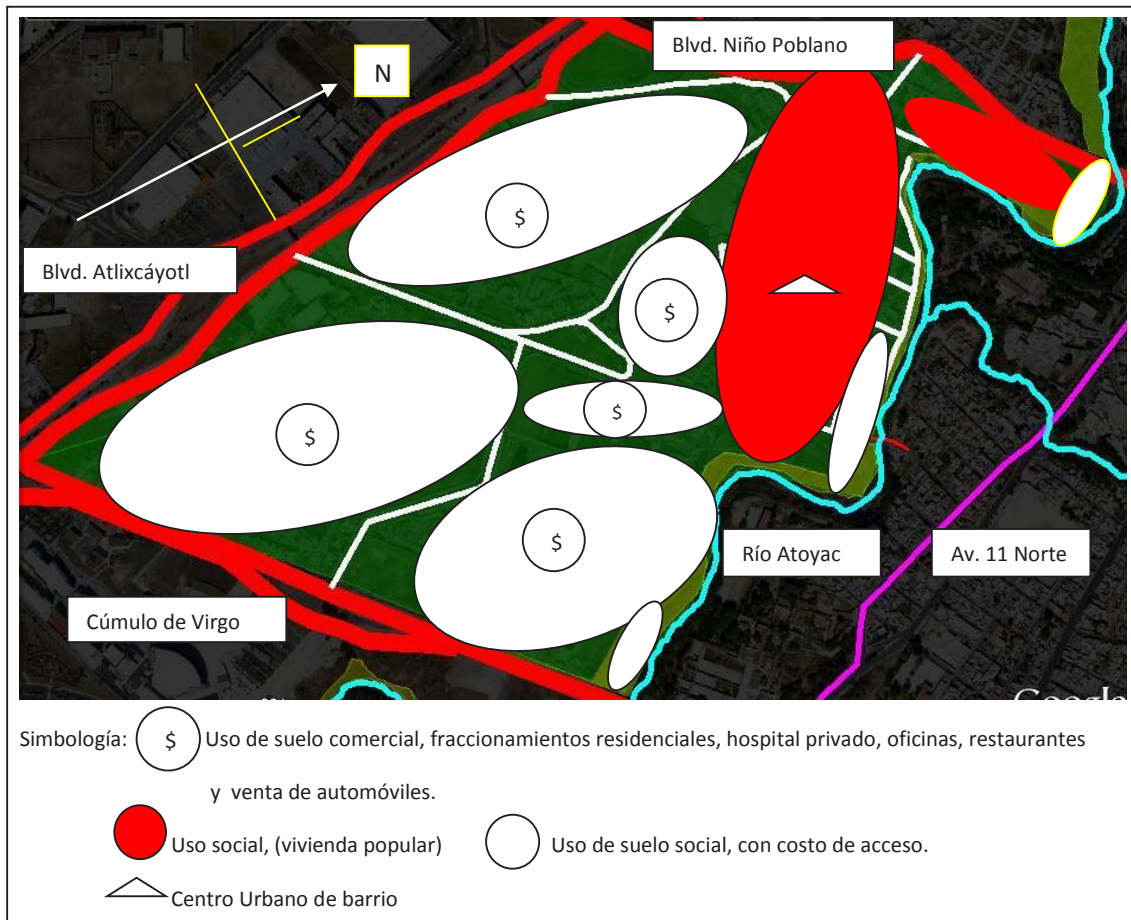 Blvd. Niño Poblano
N
$
Blvd. Atlixcáyotl
$
$
$
$
Río Atoyac
Av. 11 Norte
Cúmulo de Virgo
Google
Simbología: $ Uso de suelo comercial, fraccionamientos residenciales, hospital privado, oficinas, restaurantes
y venta de automóviles.
Uso social, (vivienda popular) Uso de suelo social, con costo de acceso.
Centro Urbano de barrio